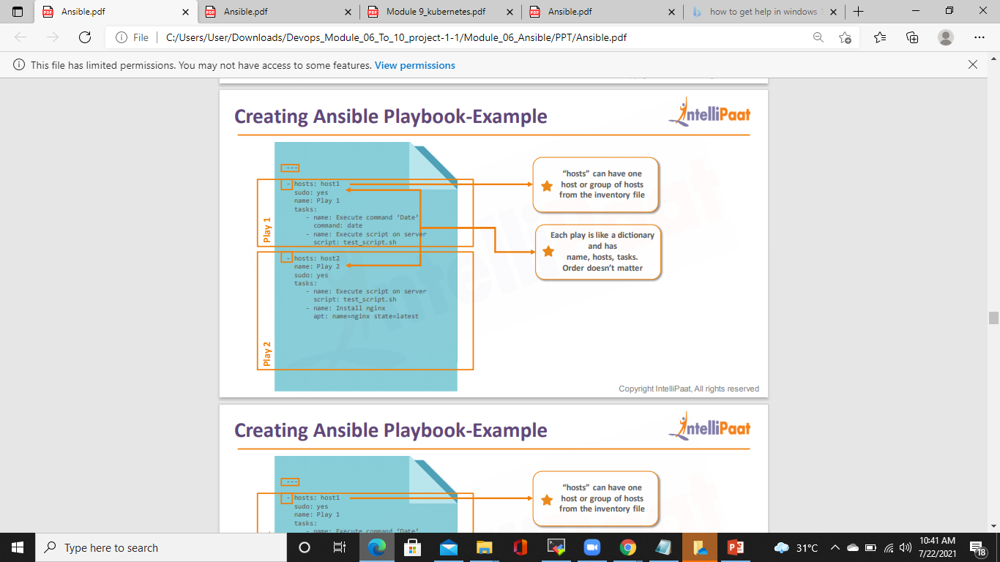 Ansible.pdf
Ansible.pdf
Module 9_kubernetes.pdf
Ansible.pdf
how to get help in windows
File
C:/Users/User/Downloads/Devops_Module_06_To_10_project-1-1/Module_06_Ansible/PPT/Ansible.pdf
This file has limited permissions. You may not have access to some features. View permissions
Creating Ansible Playbook-Example
IntelliPaat
---
- hosts: host1
sudo: yes
name: Play 1
tasks:
- name: Execute command ‘Date’
command: date
- name: Execute script on server
script: test_script.sh
Play 1
- hosts: host2
name: Play 2
sudo: yes
tasks:
- name: Execute script on server
script: test_script.sh
- name: Install nginx
apt: name=nginx state=latest
Play 2
“hosts” can have one
host or group of hosts
from the inventory file
Each play is like a dictionary
and has
name, hosts, tasks.
Order doesn’t matter
Copyright IntelliPaat, All rights reserved
Creating Ansible Playbook-Example
IntelliPaat
---
- hosts: host1
sudo: yes
name: Play 1
tasks:
- name: Execute command ‘Date’
“hosts” can have one
host or group of hosts
from the inventory file
Type here to search
31°C
10:41 AM
7/22/2021
18